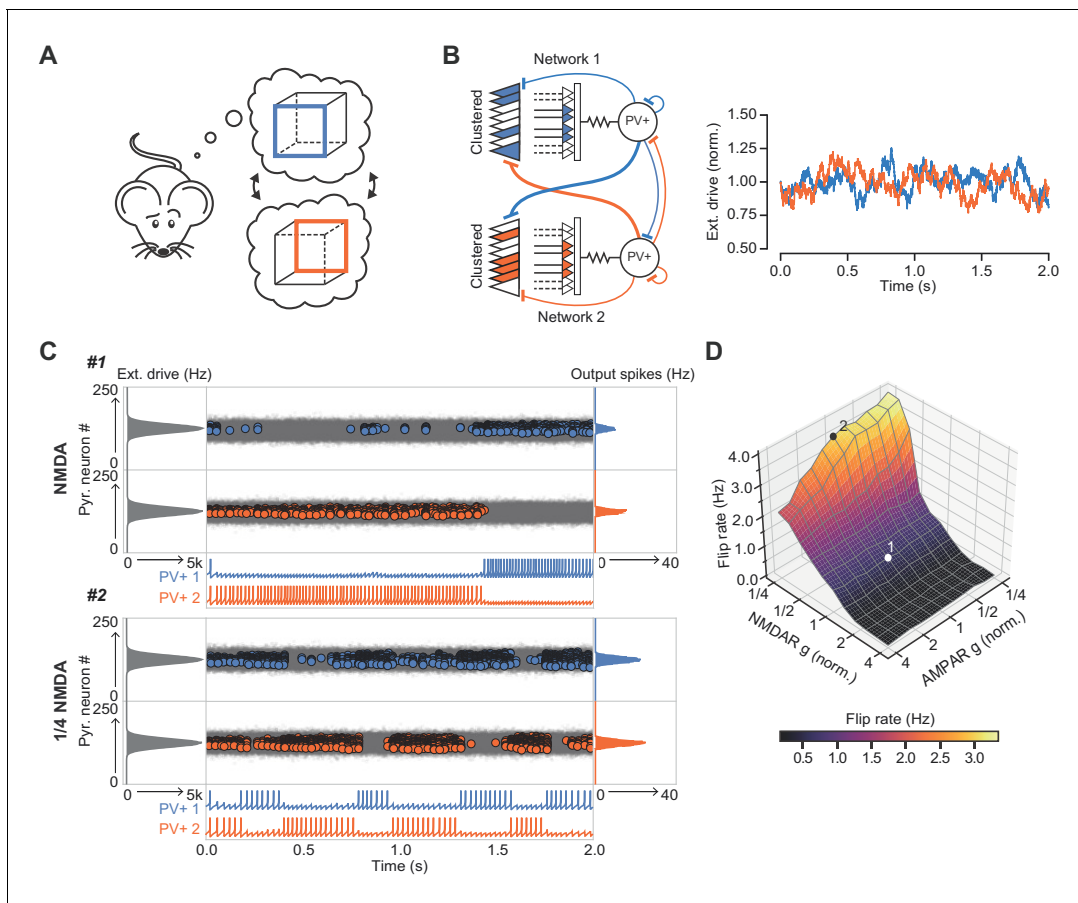 A
B
Network 1
Clustered
PV+
Clustered
PV+
Network 2
Ext. drive (norm.)
1.50
1.25
1.00
0.75
0.50
0.0
0.5
1.0
1.5
2.0
Time (s)
C
#1
Ext. drive (Hz)
Output spikes (Hz)
NMDA
Pyr. neuron #
250
0
250
0
0
5k
0
40
PV+ 1
PV+ 2
#2
1/4 NMDA
Pyr. neuron #
250
0
250
0
0
5k
0
40
PV+ 1
PV+ 2
0.0
0.5
1.0
1.5
2.0
Time (s)
D
2
1
Flip rate (Hz)
4.0
3.0
2.0
1.0
0.0
1/4
1/2
1
2
4
NMDAR g (norm.)
4
2
1
1/2
1/4
AMPAR g (norm.)
Flip rate (Hz)
0.5
1.0
1.5
2.0
2.5
3.0